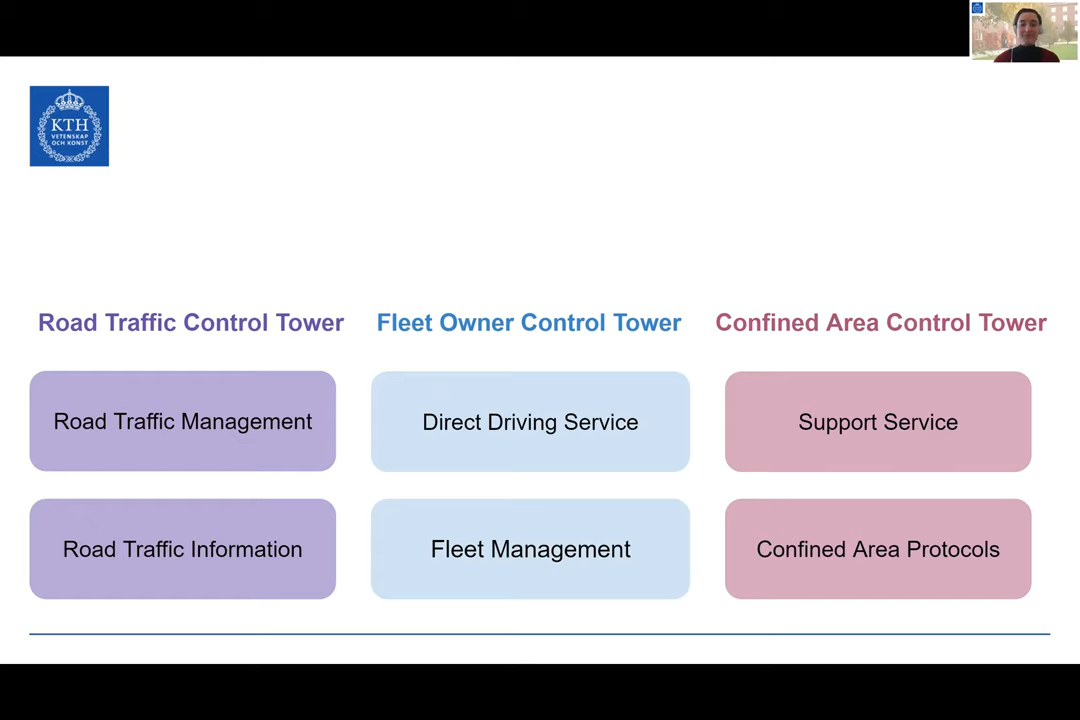 KTH
VETENSKAP
OCH KONST
Road Traffic Control Tower
Fleet Owner Control Tower
Confined Area Control Tower
Road Traffic Management
Direct Driving Service
Support Service
Road Traffic Information
Fleet Management
Confined Area Protocols